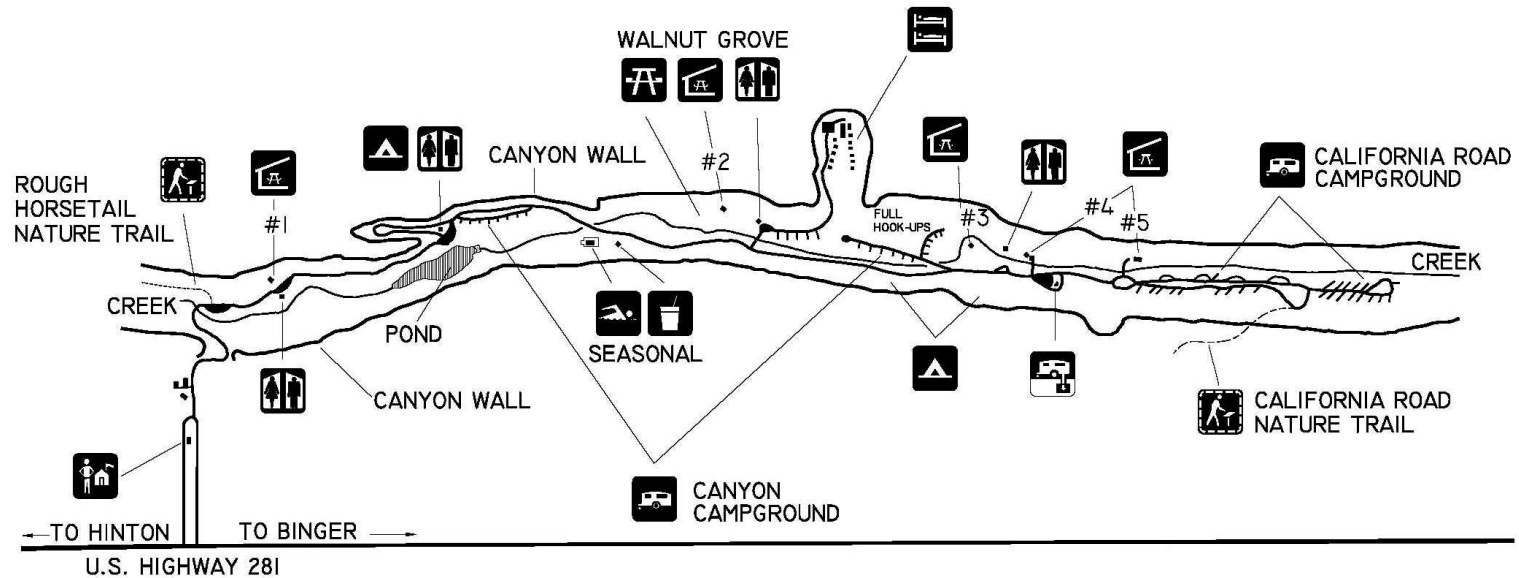 WALNUT GROVE
CANYON WALL
#2
ROUGH
HORSETAIL
NATURE TRAIL
#1
CALIFORNIA ROAD
CAMPGROUND
FULL
HOOK-UPS
#3
#4
#5
CREEK
CREEK
POND
SEASONAL
CANYON WALL
CALIFORNIA ROAD
NATURE TRAIL
CANYON
CAMPGROUND
TO HINTON
TO BINGER
U.S. HIGHWAY 281